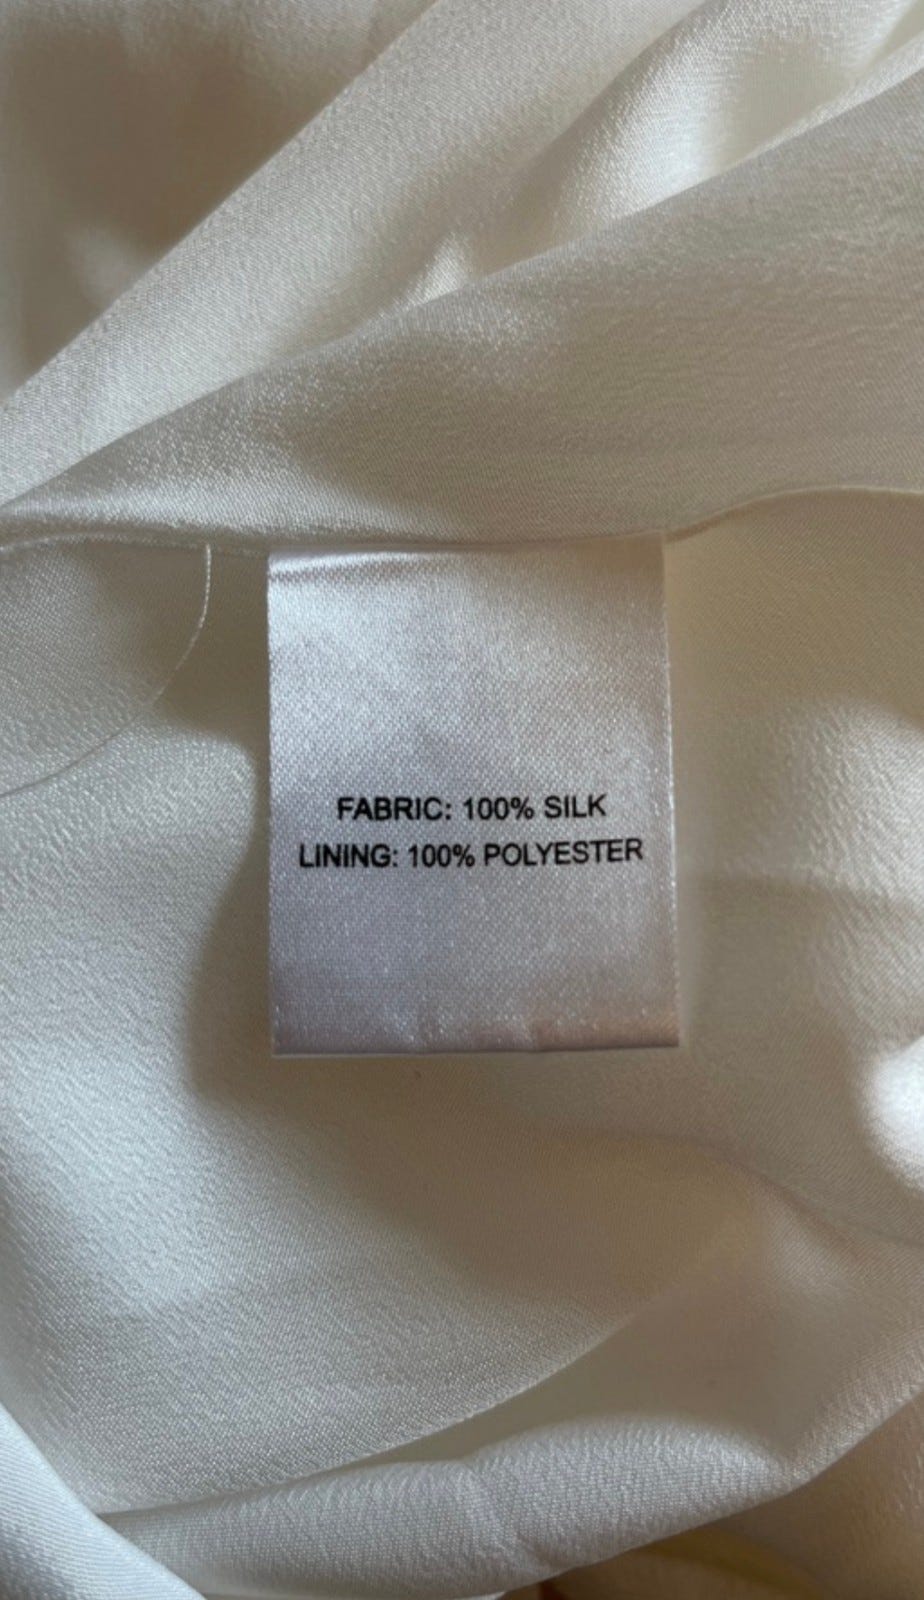 FABRIC: 100% SILK
LINING: 100% POLYESTER